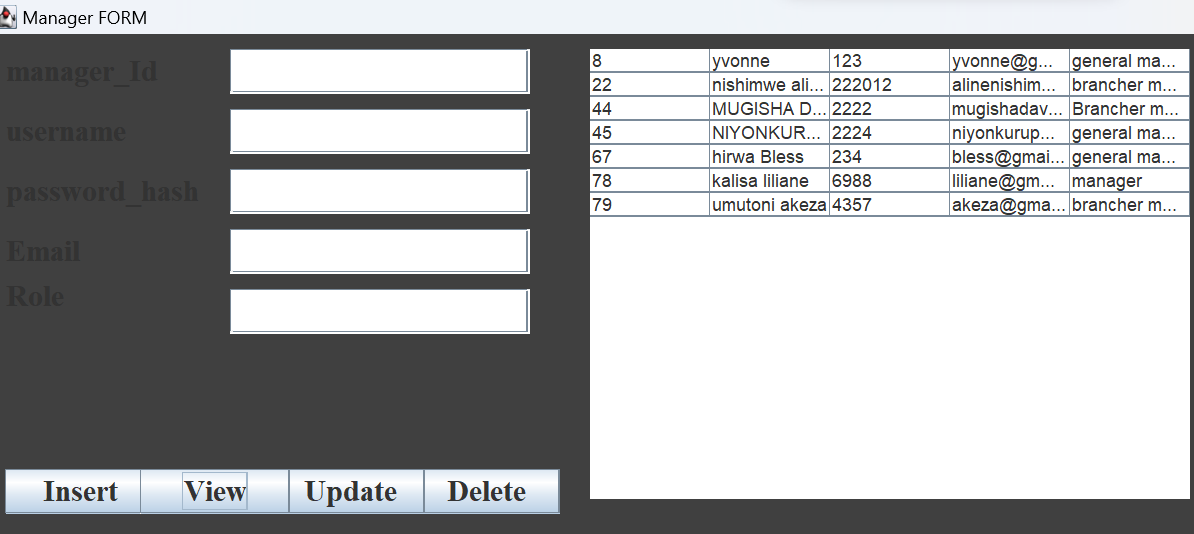 Manager FORM
manager_Id
username
password_hash
Email
Role
8 yvonne 123 yvonne@g... general ma...
22 nishimwe ali... 222012 alinenishim... brancher m...
44 MUGISHA D... 2222 mugishadav... Brancher m...
45 NIYONKUR... 2224 niyonkurup... general ma...
67 hirwa Bless 234 bless@gmai... general ma...
78 kalisa liliane 6988 liliane@gm... manager
79 umutoni akeza 4357 akeza@gma... brancher m...
Insert View Update Delete